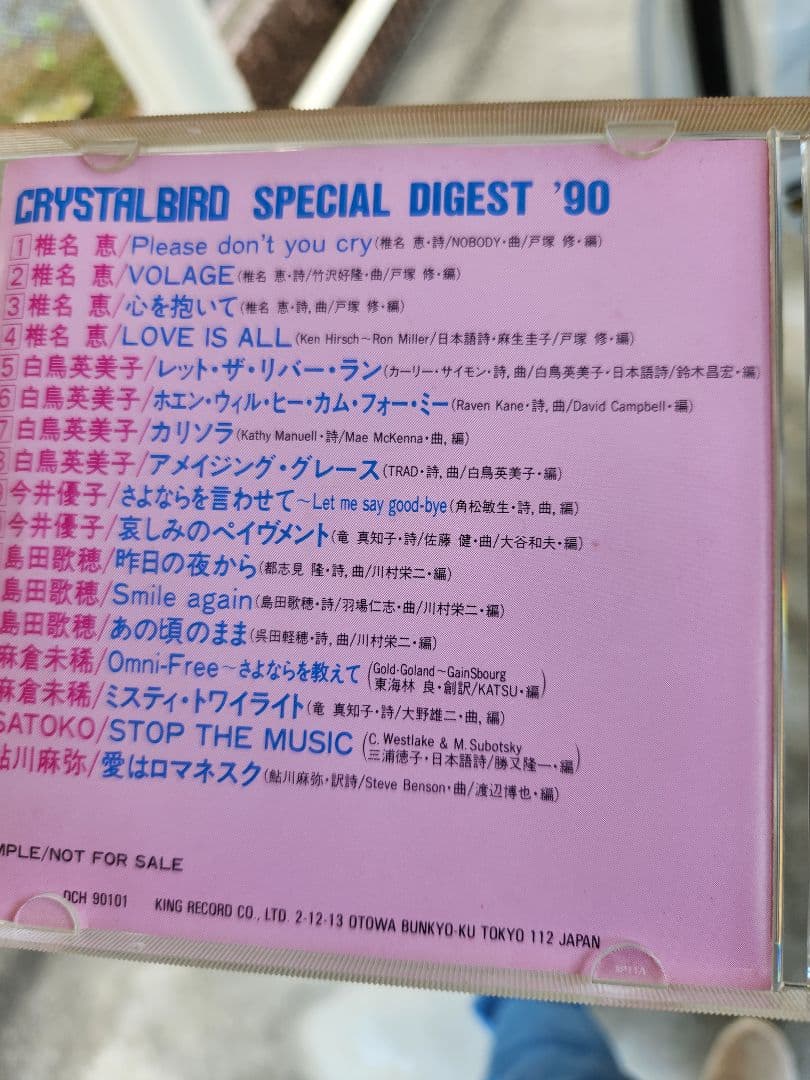 CRYSTALBIRD SPECIAL DIGEST '90
1 椎名 恵/Please don't you cry(椎名 恵・詩/NOBODY・曲/戸塚 修・編)
2 椎名 恵/VOLAGE(椎名 恵・詩/竹沢好隆・曲/戸塚 修・編)
3 椎名 恵/心を抱いて(椎名 恵・詩,曲/戸塚 修・編)
4 椎名 恵/LOVE IS ALL(Ken Hirsch~Ron Miller/日本語詩・麻生圭子/戸塚 修・編)
5 白鳥英美子/レット・ザ・リバー・ラン(カーリー・サイモン・詩,曲/白鳥英美子・日本語詩/鈴木昌宏・編)
6 白鳥英美子/ホエン・ウィル・ヒー・カム・フォー・ミー(Raven Kane・詩,曲/David Campbell・編)
7 白鳥英美子/カリソラ(Kathy Manuell・詩/Mae McKenna・曲,編)
8 白鳥英美子/アメイジング・グレース(TRAD・詩,曲/白鳥英美子・編)
今井優子/さよならを言わせて~Let me say good-bye(角松敏生・詩,曲,編)
今井優子/哀しみのペイヴメント(竜 真知子・詩/佐藤 健・曲/大谷和夫・編)
島田歌穂/昨日の夜から(都志見 隆・詩,曲/川村栄二・編)
島田歌穂/Smile again(島田歌穂・詩/羽場仁志・曲/川村栄二・編)
島田歌穂/あの頃のまま(呉田軽穂・詩,曲/川村栄二・編)
麻倉未稀/Omni-Free~さよならを教えて(Gold-Goland~GainSbourg
東海林 良・創訳/KATSU・編)
麻倉未稀/ミスティ・トワイライト(竜 真知子・詩/大野雄二・曲,編)
SATOKO/STOP THE MUSIC(C. Westlake & M. Subotsky
三浦徳子・日本語詩/勝又隆一・編)
鮎川麻弥/愛はロマネスク(鮎川麻弥・訳詩/Steve Benson・曲/渡辺博也・編)
MPLE/NOT FOR SALE
DCH 90101 KING RECORD CO., LTD. 2-12-13 OTOWA BUNKYO-KU TOKYO 112 JAPAN